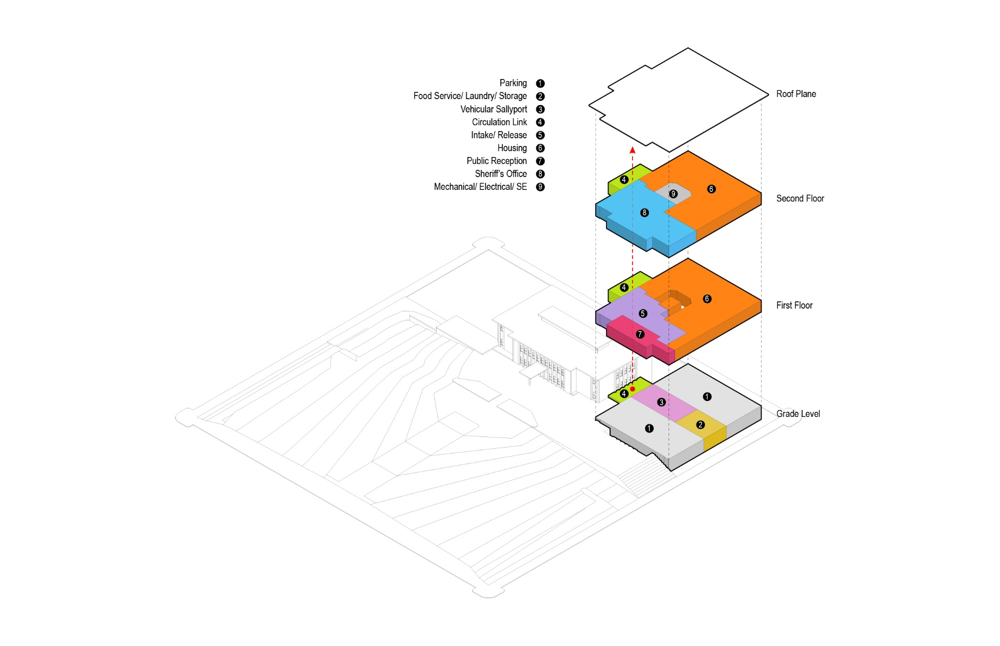 Parking 1
Food Service/ Laundry/ Storage 2
Vehicular Sallyport 3
Circulation Link 4
Intake/ Release 5
Housing 6
Public Reception 7
Sheriff's Office 8
Mechanical/ Electrical/ SE 9
Roof Plane
4
9
6
8
Second Floor
4
6
5
7
First Floor
4
3
1
2
1
Grade Level